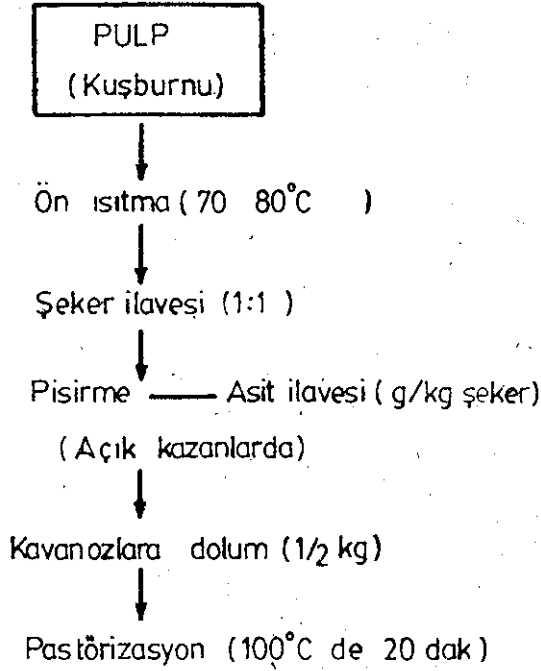 PULP
(Kuşburnu)
Ön ısıtma ( 70 80°C )
Şeker ilavesi (1:1 )
Pisirme —— Asit ilavesi ( g/kg şeker)
(Açık kazanlarda)
Kavanozlara dolum (1/2 kg)
Pastörizasyon (100°C de 20 dak)